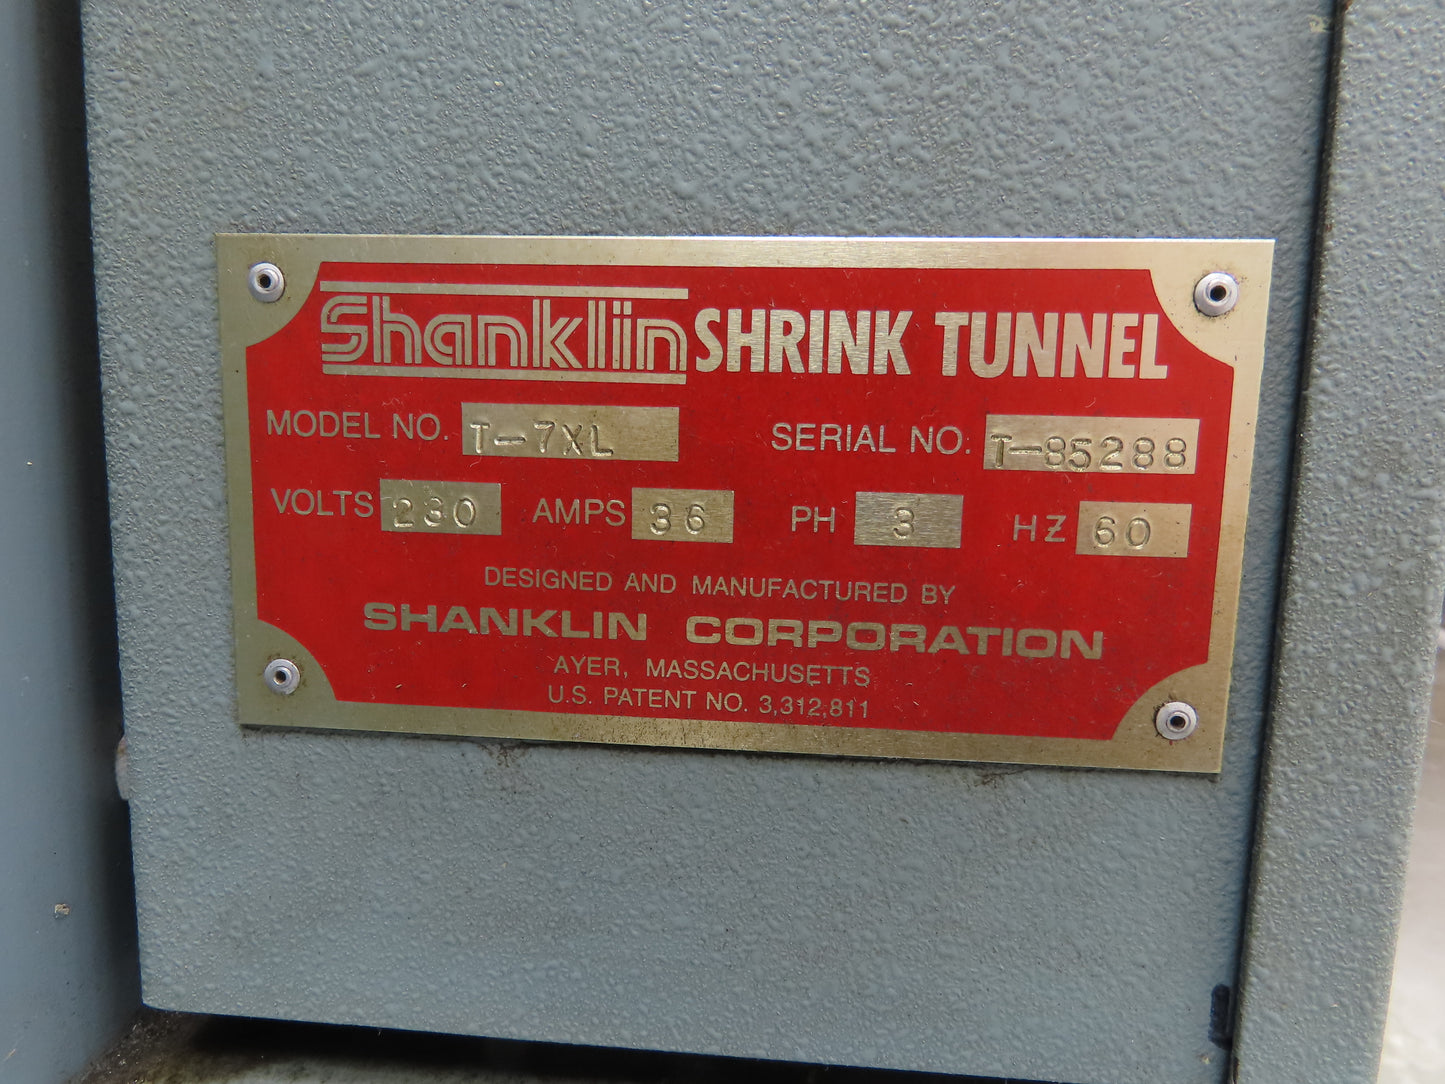 Shanklin SHRINK TUNNEL
MODEL NO. T-7XL SERIAL NO. T-85288
VOLTS 230 AMPS 36 PH 3 HZ 60
DESIGNED AND MANUFACTURED BY
SHANKLIN CORPORATION
AYER, MASSACHUSETTS
U.S. PATENT NO. 3,312,811